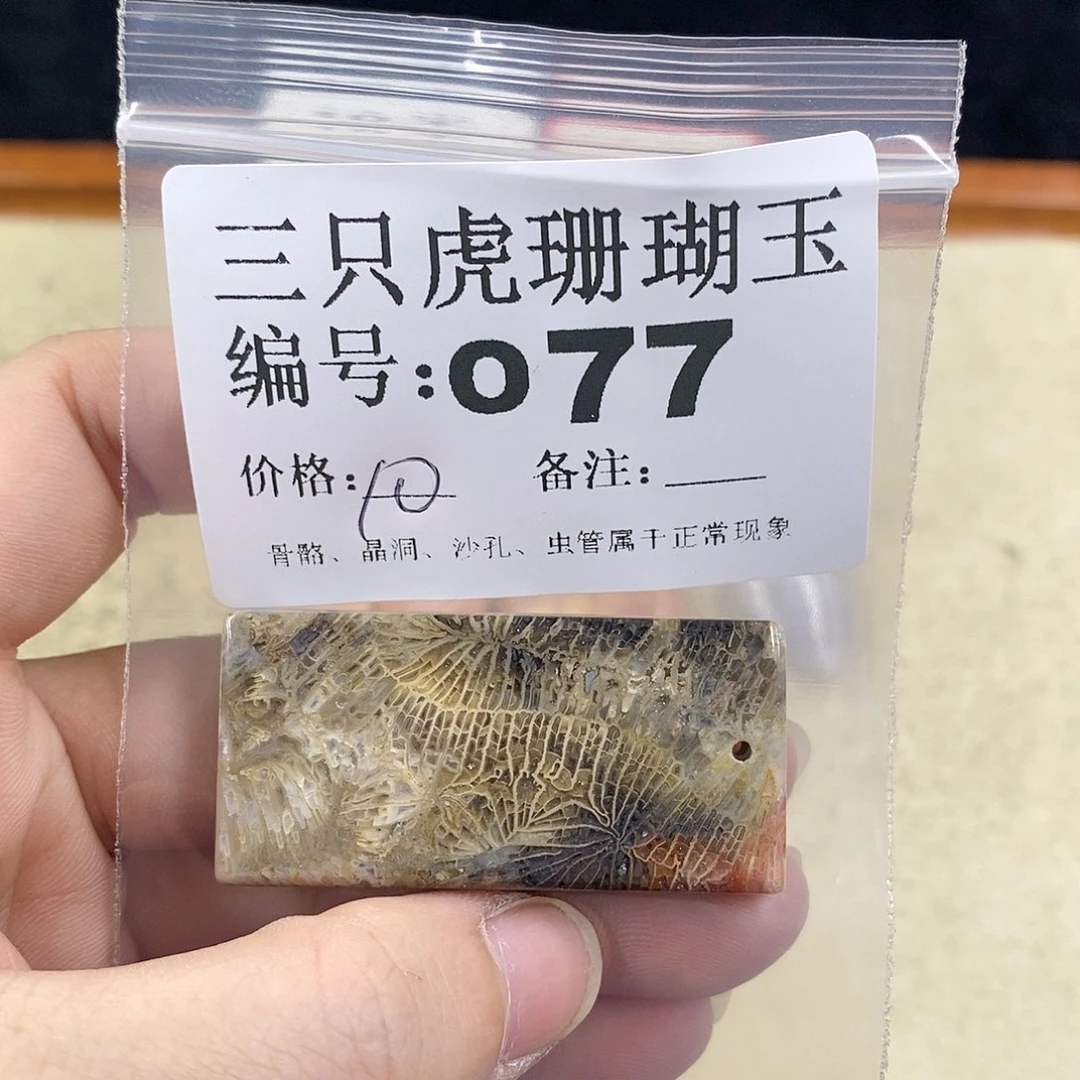 三只虎珊瑚玉
编号:077
价格: 备注:
骨骼、晶洞、沙孔、虫管属于正常现象